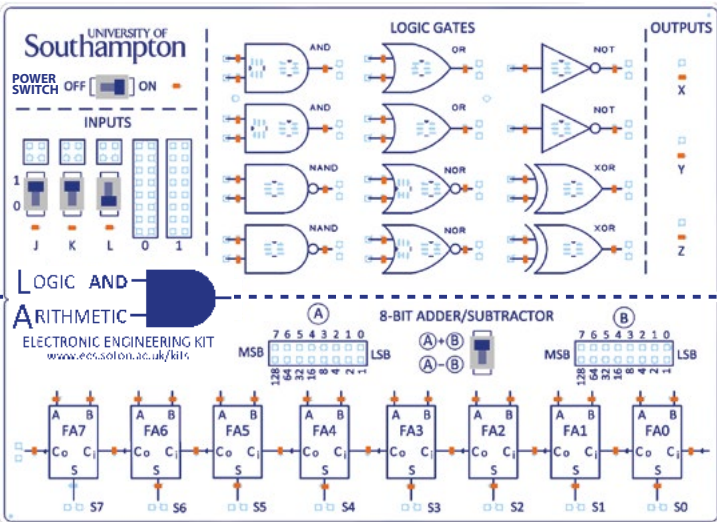 UNIVERSITY OF
Southampton
POWER
SWITCH OFF ON
INPUTS
1
0
J K L 0 1
LOGIC GATES
AND OR NOT
AND OR NOT
NAND NOR XOR
NAND NOR XOR
OUTPUTS
X
Y
Z
LOGIC AND
ARITHMETIC
ELECTRONIC ENGINEERING KIT
www.ecs.soton.ac.uk/kits
A 8-BIT ADDER/SUBTRACTOR B
7 6 5 4 3 2 1 0
MSB LSB
128 64 32 16 8 4 2 1
A+B
A−B
7 6 5 4 3 2 1 0
MSB LSB
128 64 32 16 8 4 2 1
A B A B A B A B A B A B A B A B
FA7 FA6 FA5 FA4 FA3 FA2 FA1 FA0
Co Ci Co Ci Co Ci Co Ci Co Ci Co Ci Co Ci Co Ci
S S S S S S S S
S7 S6 S5 S4 S3 S2 S1 S0